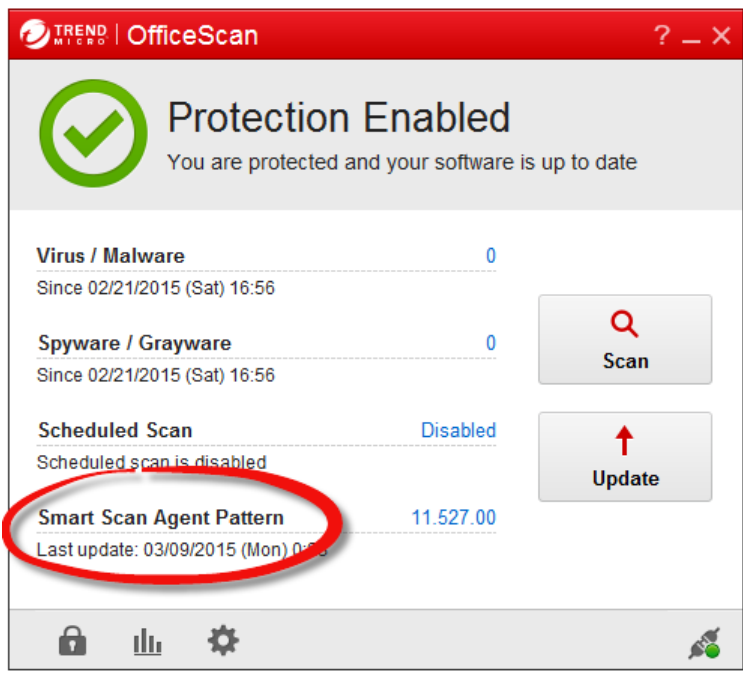 TREND MICRO | OfficeScan ? _ ×
Protection Enabled
You are protected and your software is up to date
Virus / Malware 0
Since 02/21/2015 (Sat) 16:56
Spyware / Grayware 0
Since 02/21/2015 (Sat) 16:56
Scan
Scheduled Scan Disabled
Scheduled scan is disabled
Update
Smart Scan Agent Pattern 11.527.00
Last update: 03/09/2015 (Mon)